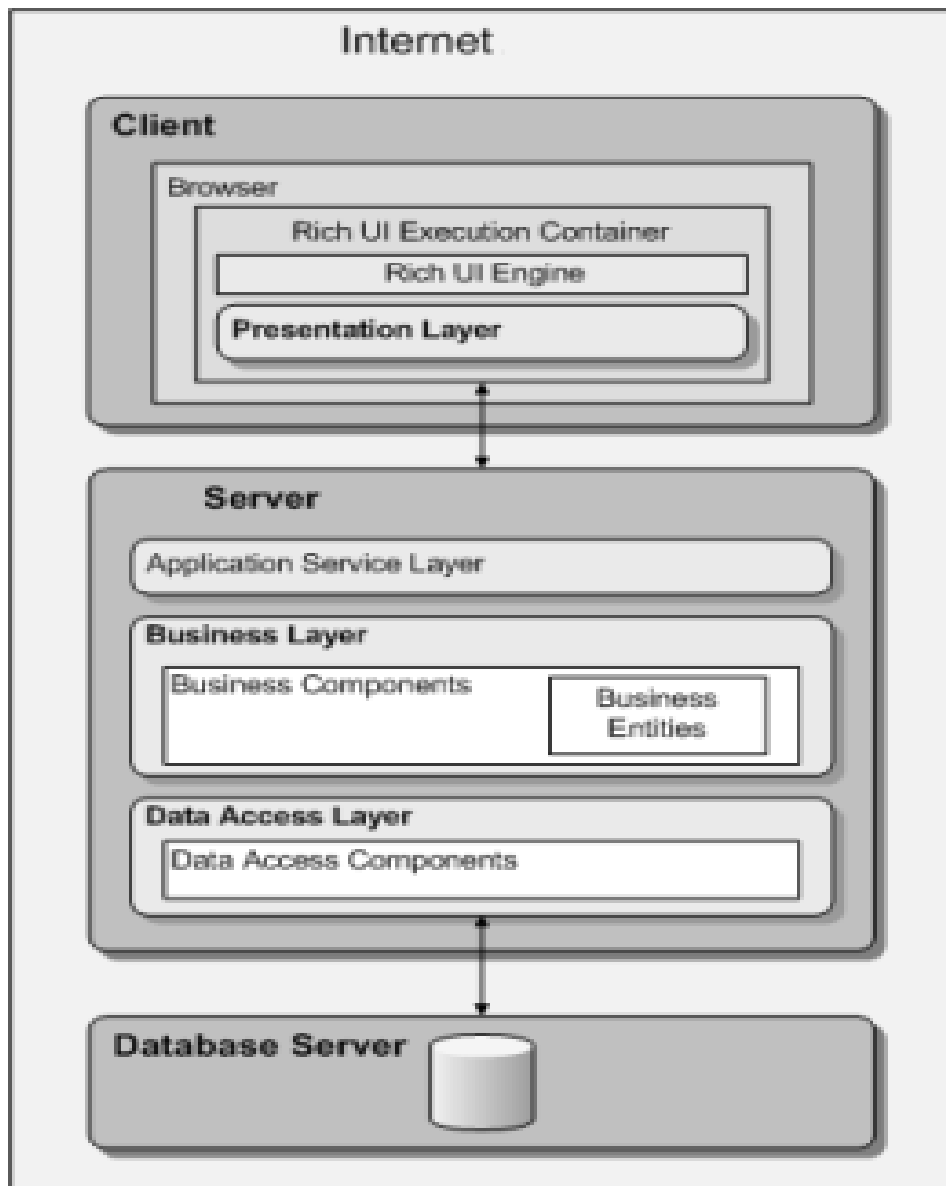 Internet
Client
Browser
Rich UI Execution Container
Rich UI Engine
Presentation Layer
Server
Application Service Layer
Business Layer
Business Components
Business
Entities
Data Access Layer
Data Access Components
Database Server